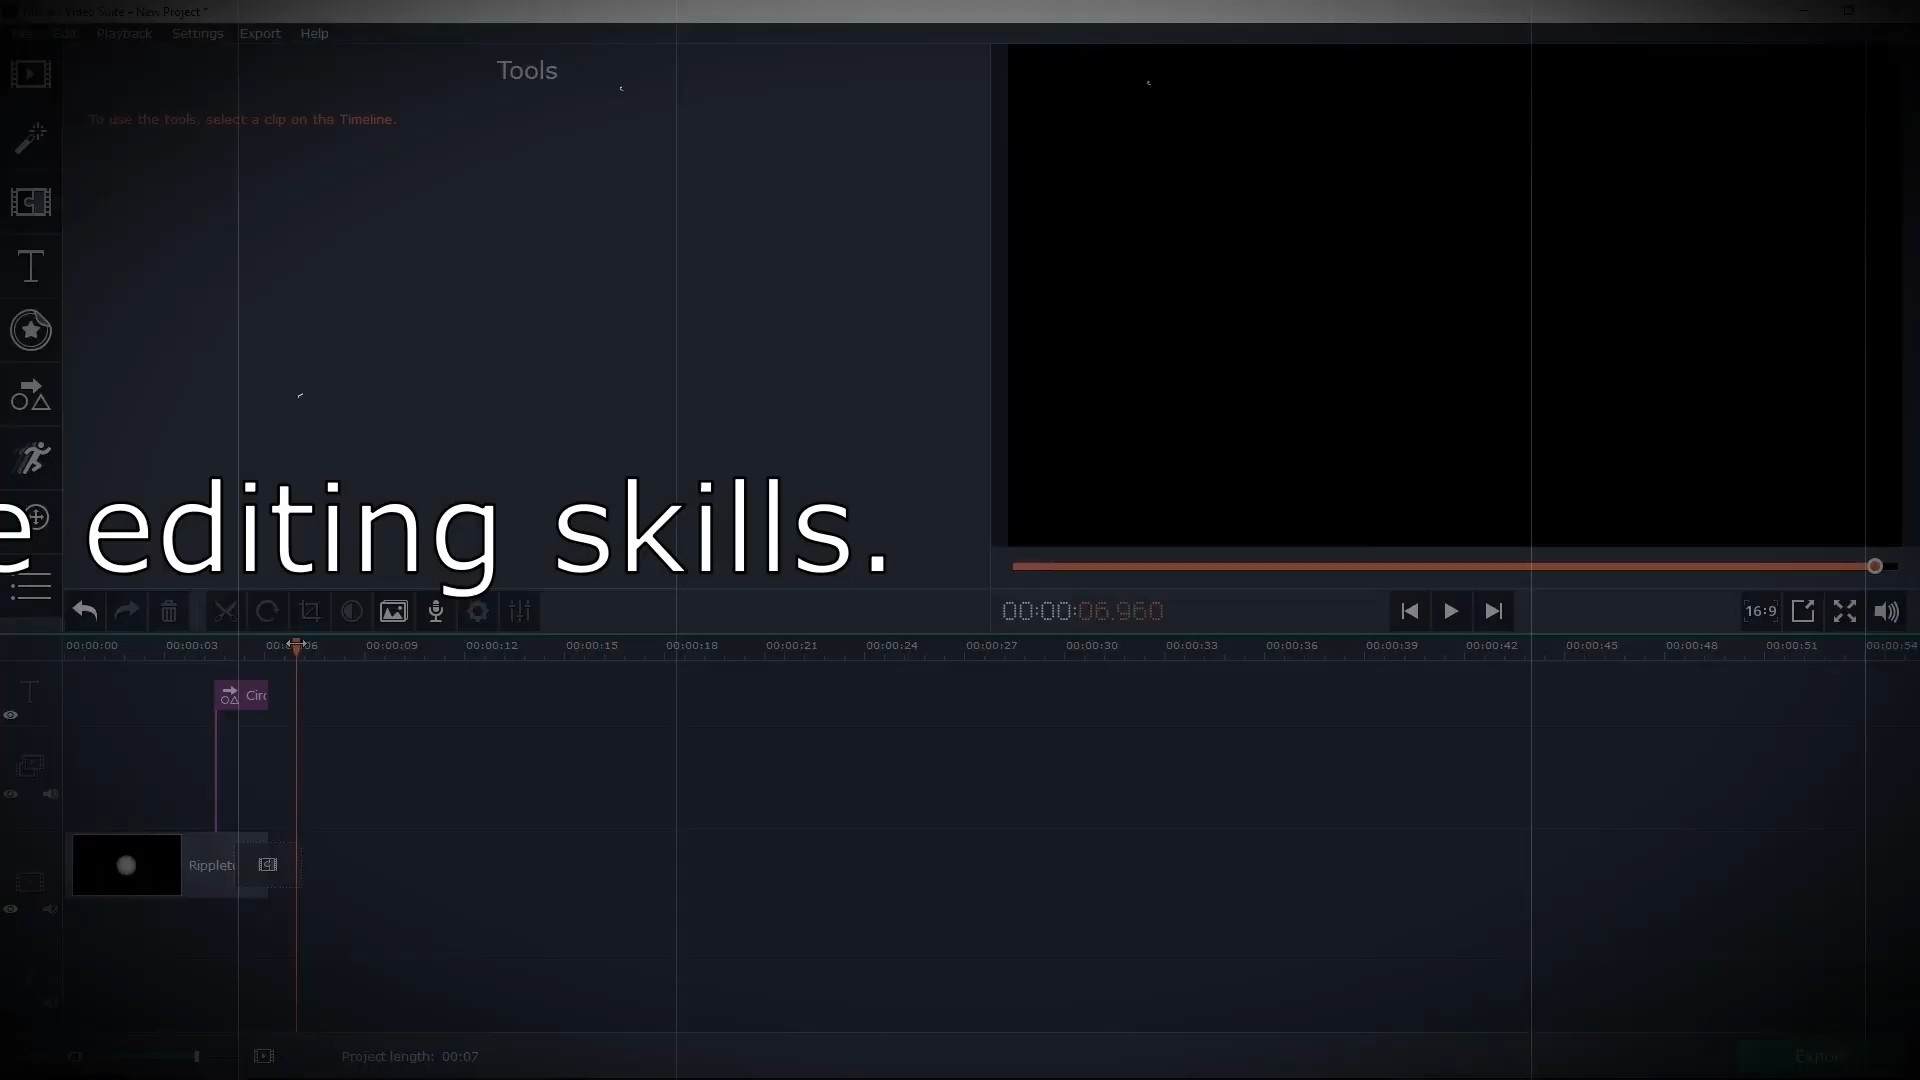 Video Suite - New Project *
Edit Playback Settings Export Help
Tools
To use the tools, select a clip on the Timeline.
e editing skills.
00:00:06.960
16:9
00:00:00 00:00:03 00:00:06 00:00:09 00:00:12 00:00:15 00:00:18 00:00:21 00:00:24 00:00:27 00:00:30 00:00:33 00:00:36 00:00:39 00:00:42 00:00:45 00:00:48 00:00:51 00:00:54
Circ
Ripplet
Project length: 00:07
Export